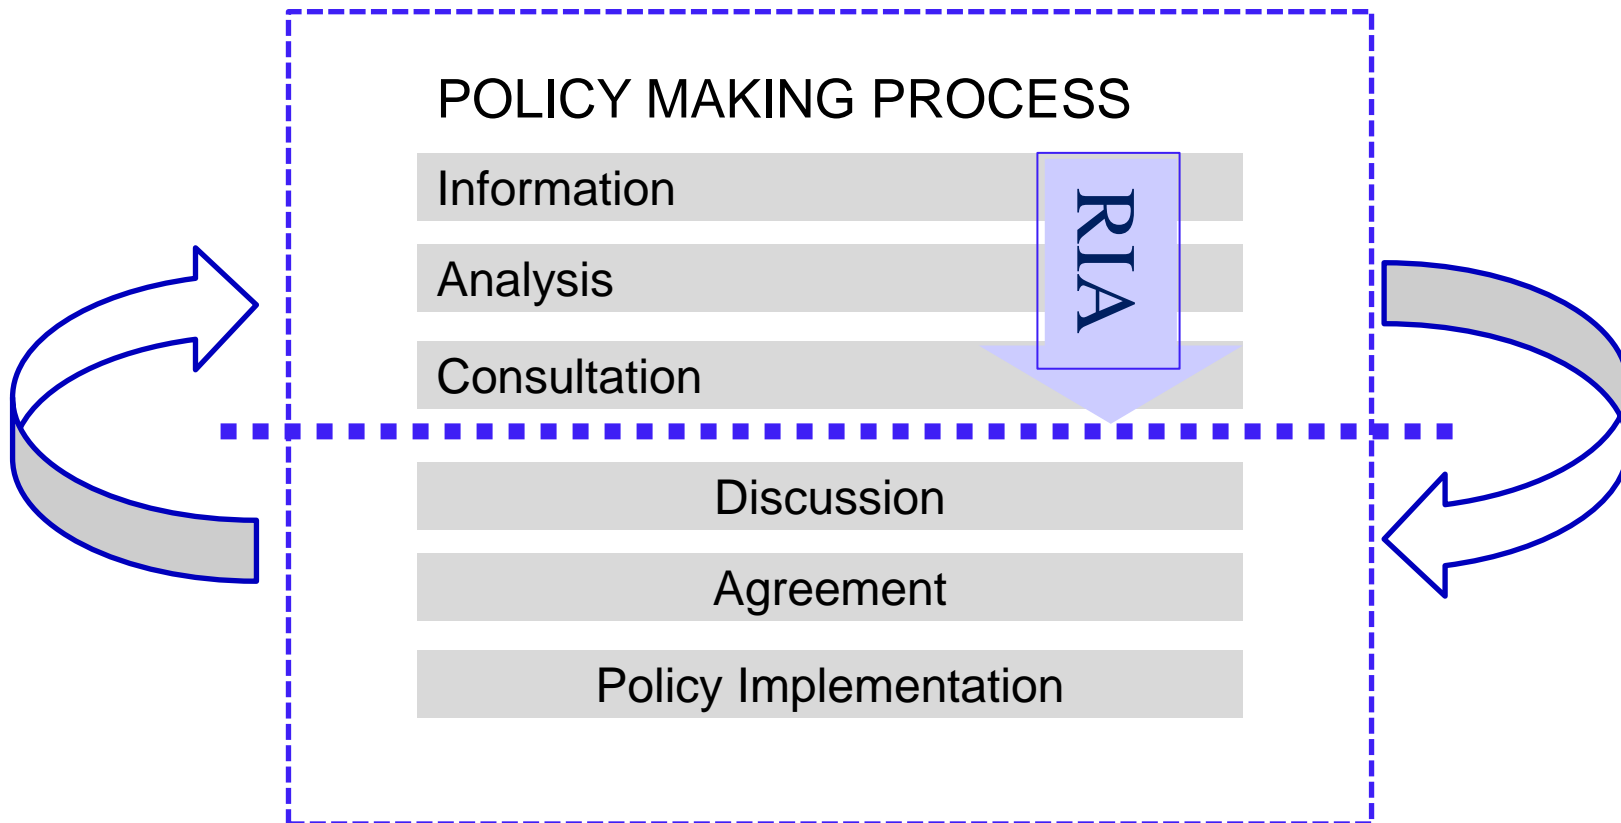 POLICY MAKING PROCESS
Information
RIA
Analysis
Consultation
Discussion
Agreement
Policy Implementation